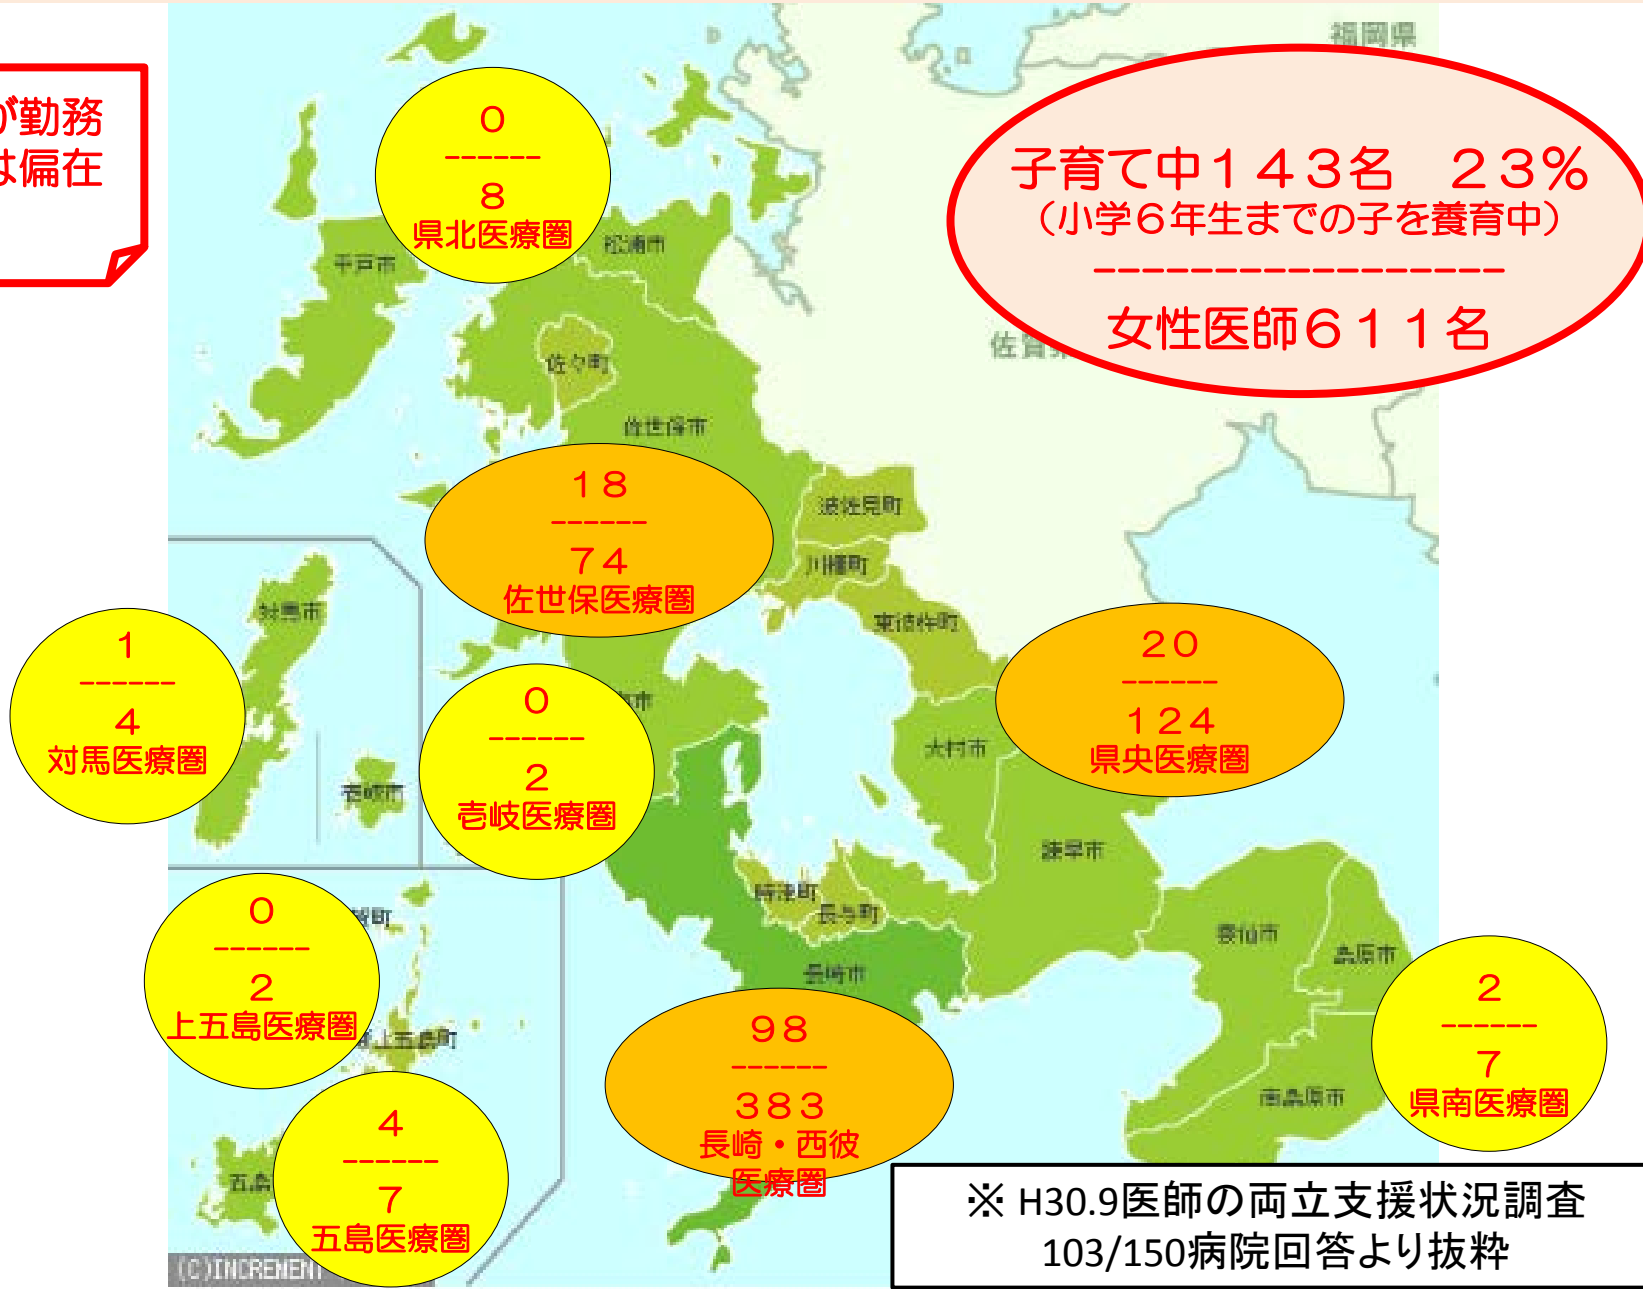 福岡県
が勤務
は偏在
0
------
8
県北医療圏
子育て中143名 23%
(小学6年生までの子を養育中)
-----------------
女性医師611名
松浦市
平戸市
佐々町
佐世保市
18
------
74
佐世保医療圏
波佐見町
川棚町
東彼杵町
対馬市
1
------
4
対馬医療圏
壱岐市
0
------
2
壱岐医療圏
市
20
------
124
県央医療圏
大村市
諫早市
時津町
長与町
長崎市
雲仙市
島原市
南島原市
0
------
2
上五島医療圏
上五島町
4
------
7
五島医療圏
五島
98
------
383
長崎・西彼
医療圏
2
------
7
県南医療圏
※ H30.9医師の両立支援状況調査
103/150病院回答より抜粋
(C)INCREMENT